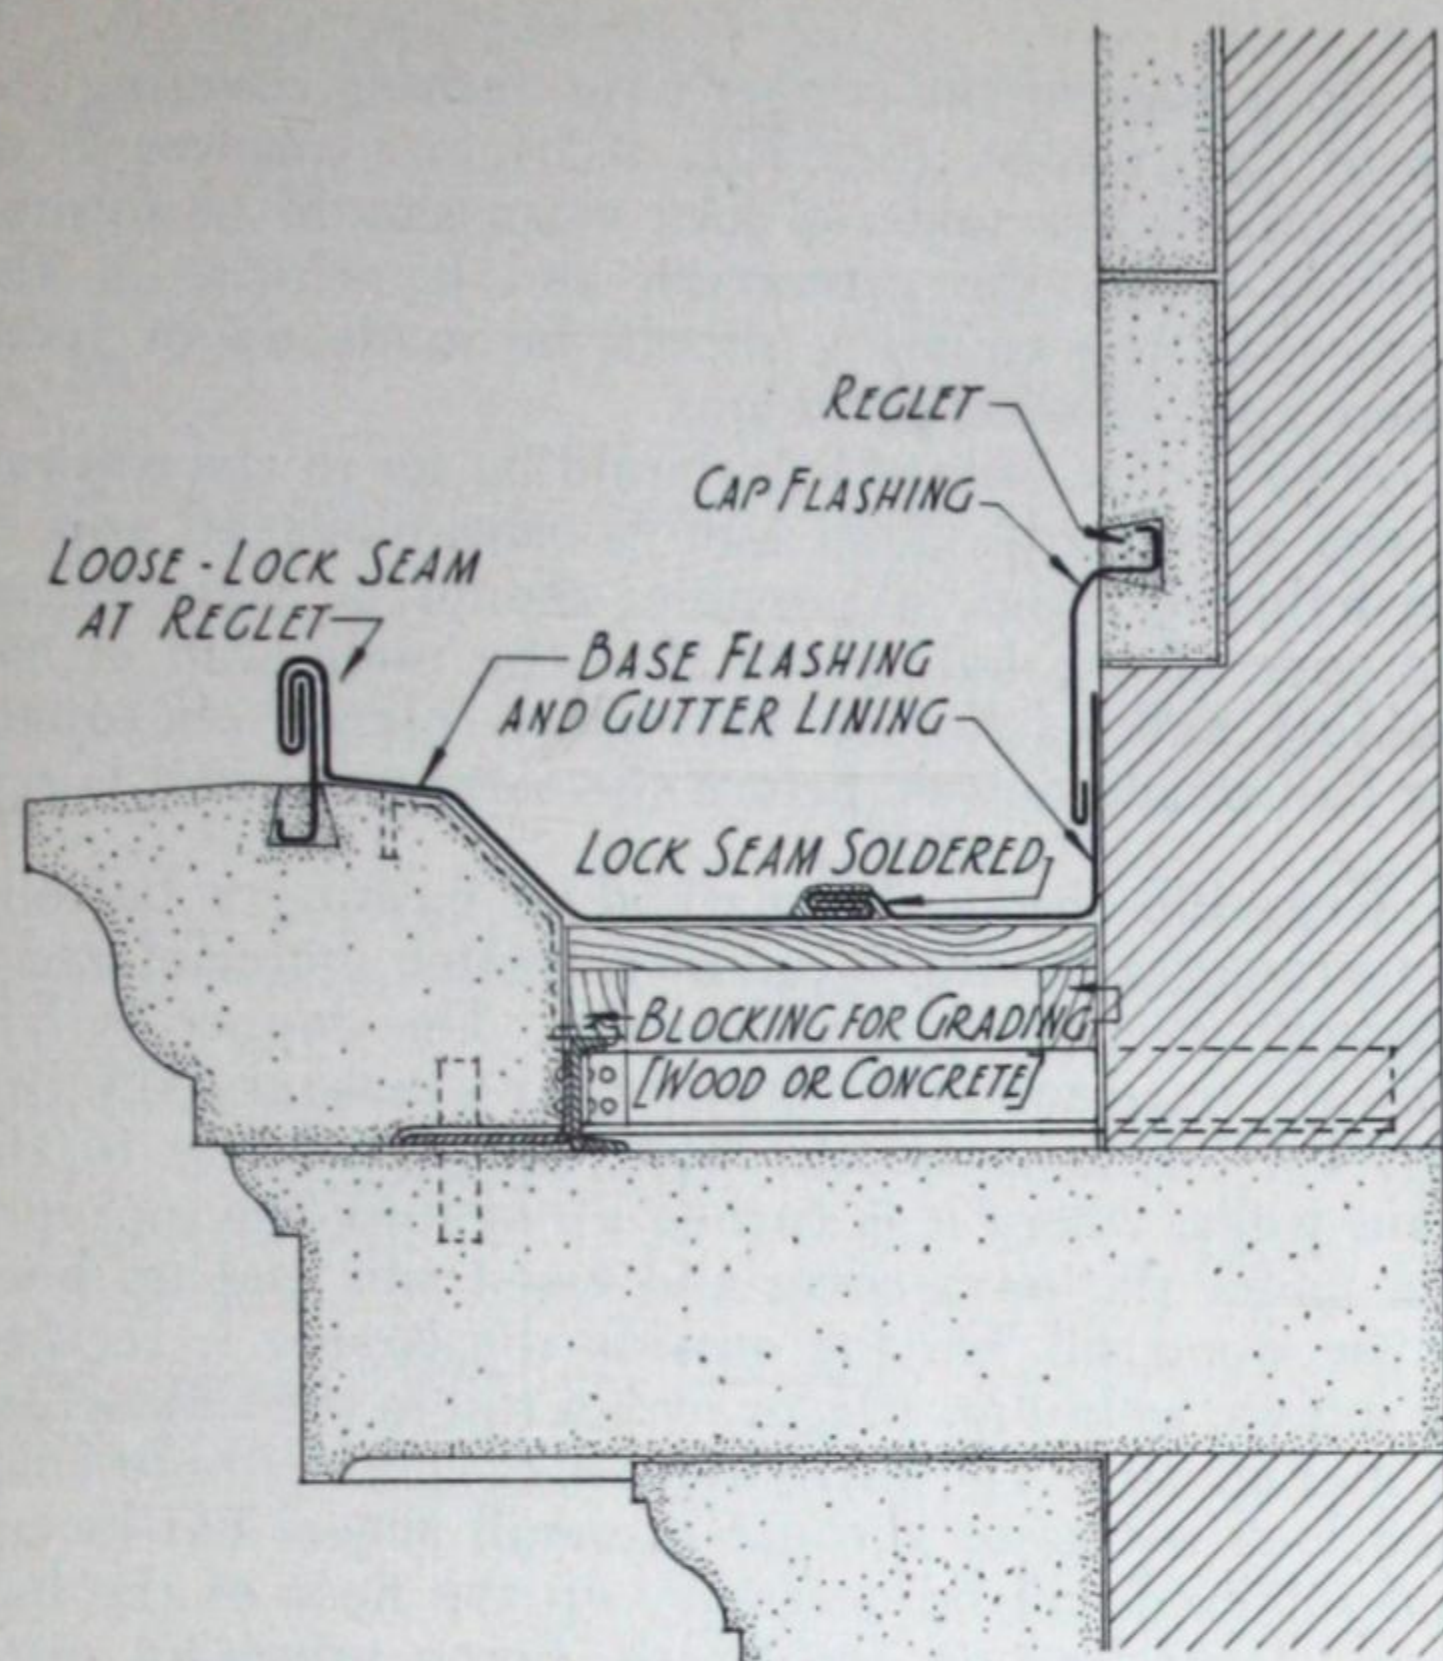 REGLET
CAP FLASHING
LOOSE-LOCK SEAM
AT REGLET
BASE FLASHING
AND GUTTER LINING
LOCK SEAM SOLDERED
BLOCKING FOR GRADING
[WOOD OR CONCRETE]